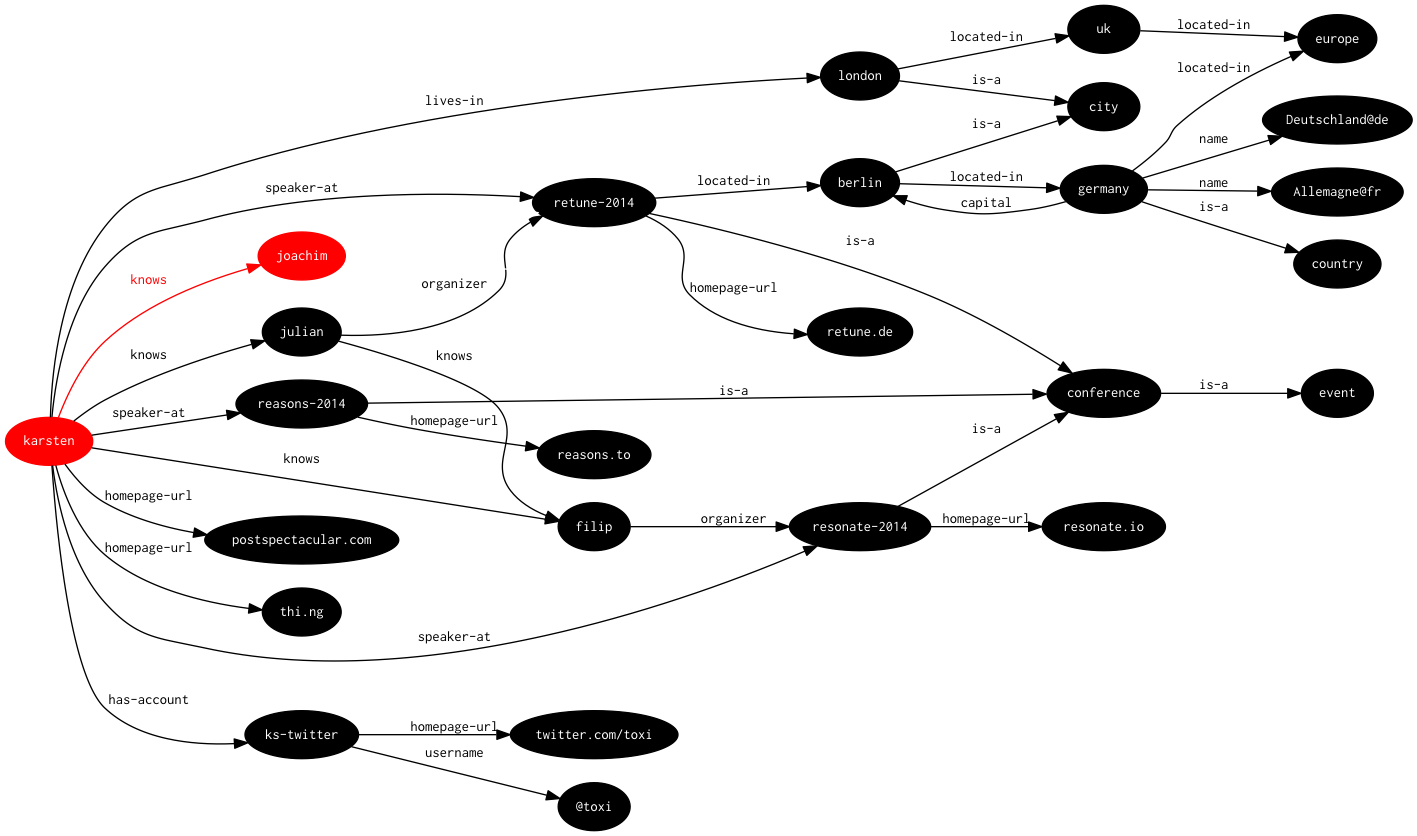 uk
located-in
europe
located-in
located-in
london
is-a
lives-in
city
Deutschland@de
is-a
name
berlin
located-in
located-in
name
germany
Allemagne@fr
speaker-at
retune-2014
capital
is-a
is-a
joachim
country
knows
organizer
homepage-url
julian
retune.de
knows
knows
is-a
is-a
conference
event
reasons-2014
speaker-at
homepage-url
is-a
karsten
reasons.to
knows
homepage-url
organizer
homepage-url
filip
resonate-2014
resonate.io
postspectacular.com
homepage-url
thi.ng
speaker-at
has-account
homepage-url
ks-twitter
twitter.com/toxi
username
@toxi